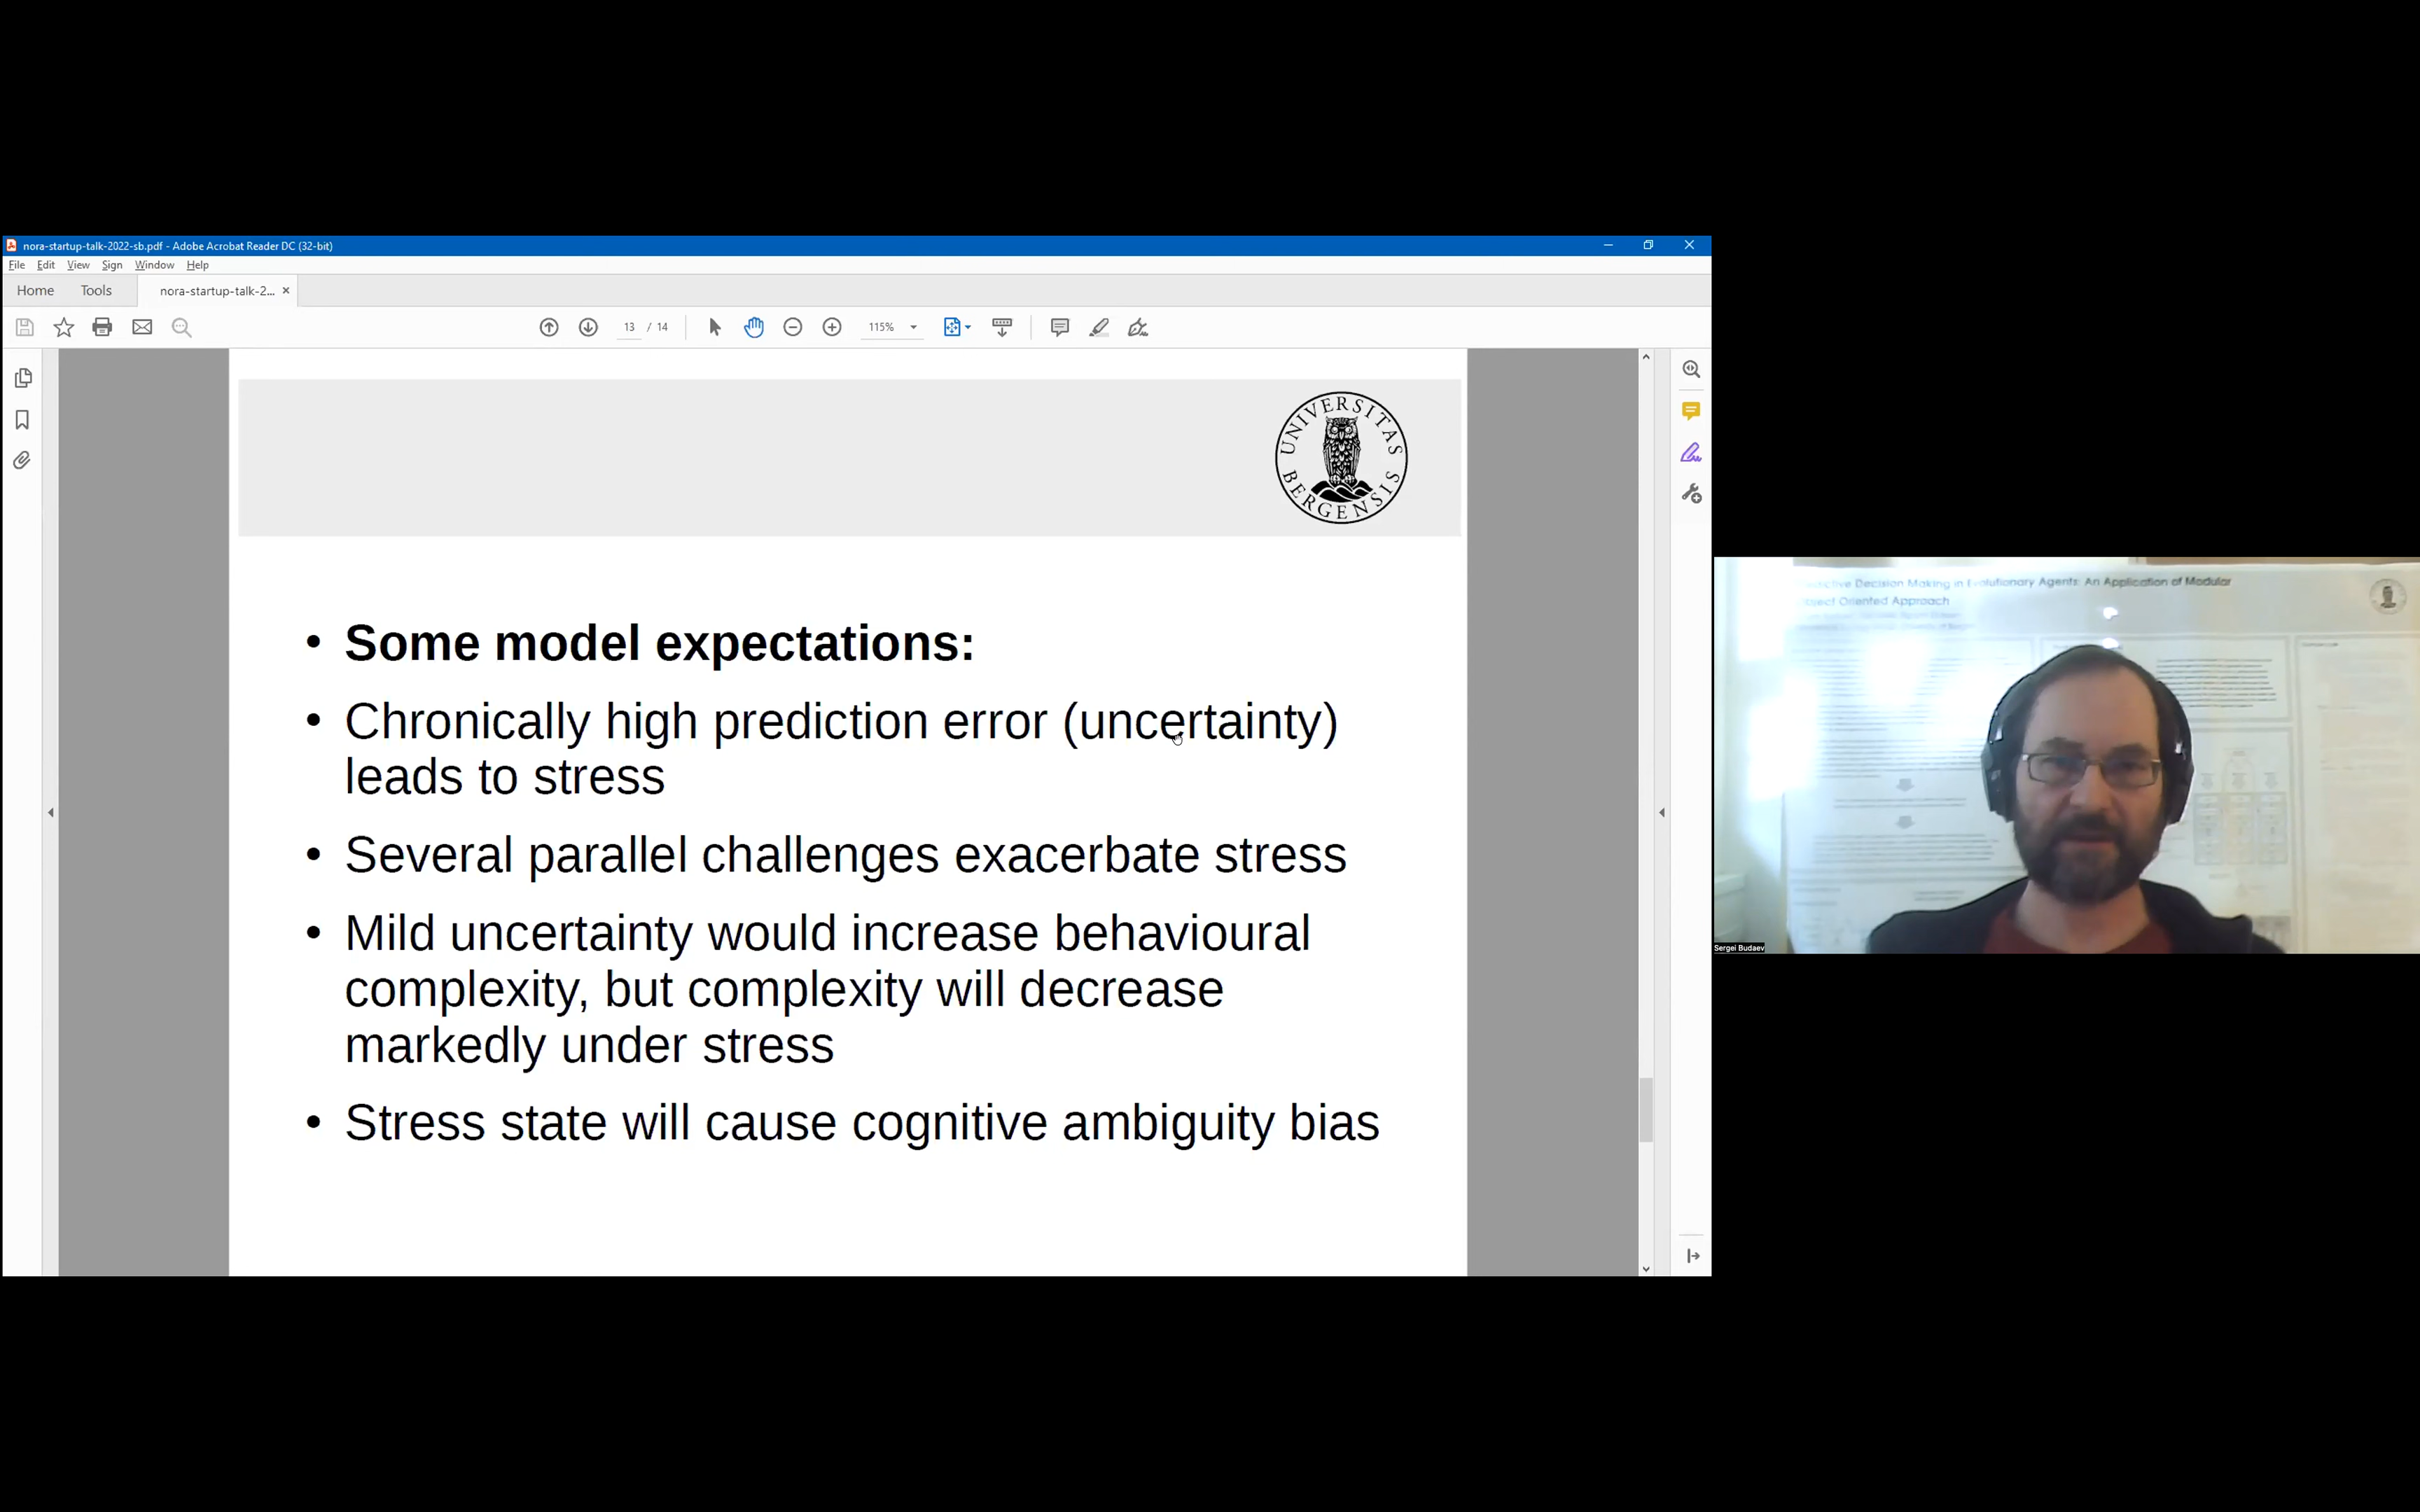 nora-startup-talk-2022-sb.pdf - Adobe Acrobat Reader DC (32-bit)
File Edit View Sign Window Help
Home Tools nora-startup-talk-2... ×
13 / 14 115%
UNIVERSITAS
BERGENSIS
• Some model expectations:
• Chronically high prediction error (uncertainty)
leads to stress
• Several parallel challenges exacerbate stress
• Mild uncertainty would increase behavioural
complexity, but complexity will decrease
markedly under stress
• Stress state will cause cognitive ambiguity bias
Decision Making in Evolutionary Agents: An Application of Modular
Oriented Approach
Sergei Budaev